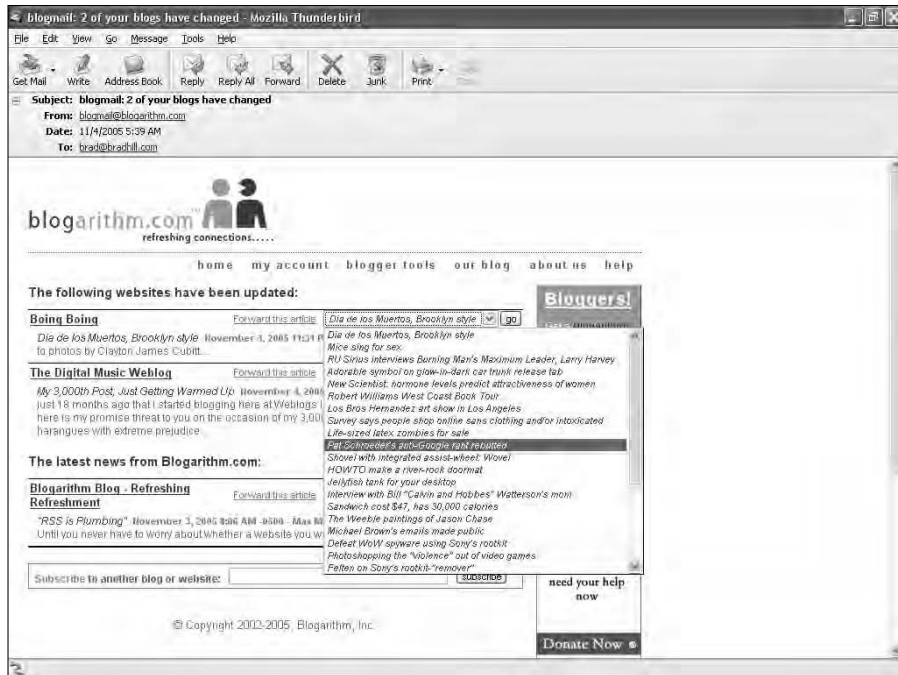 blogmail: 2 of your blogs have changed - Mozilla Thunderbird
File Edit View Go Message Tools Help
Get Mail Write Address Book Reply Reply All Forward Delete Junk Print
Subject: blogmail: 2 of your blogs have changed
From: blogmail@blogarithm.com
Date: 11/4/2005 5:39 AM
To: brad@bradhill.com
blogarithm.com™
refreshing connections.....
home my account blogger tools our blog about us help
The following websites have been updated:
Bloggers!
Boing Boing Forward this article Dia de los Muertos, Brooklyn style go
Dia de los Muertos, Brooklyn style November 3, 2005 11:31 P
to photos by Clayton James Cubitt...
The Digital Music Weblog Forward this article
My 3,000th Post, Just Getting Warmed Up November 4, 2005
just 18 months ago that I started blogging here at Weblogs I
here is my promise threat to you on the occasion of my 3,00
harangues with extreme prejudice
Dia de los Muertos, Brooklyn style
Mice sing for sex
RU Sirius interviews Burning Man's Maximum Leader, Larry Harvey
Adorable symbol on glow-in-dark car trunk release tab
New Scientist: hormone levels predict attractiveness of women
Robert Williams West Coast Book Tour
Los Bros Hernandez art show in Los Angeles
Survey says people shop online sans clothing and/or intoxicated
Life-sized latex zombies for sale
Pat Schroeder's anti-Google rant rebutted
Shovel with integrated assist-wheel: Wovel
HOWTO make a river-rock doormat
Jellyfish tank for your desktop
Interview with Bill "Calvin and Hobbes" Watterson's mom
Sandwich cost $47, has 30,000 calories
The Weeble paintings of Jason Chase
Michael Brown's emails made public
Defeat WoW spyware using Sony's rootkit
Photoshopping the "violence" out of video games
Felten on Sony's rootkit-"remover"
The latest news from Blogarithm.com:
Blogarithm Blog - Refreshing
Refreshment Forward this article
"RSS is Plumbing" November 3, 2005 8:06 AM -0500 - Max M
Until you never have to worry about whether a website you w
Subscribe to another blog or website: subscribe
need your help
now
© Copyright 2002-2005, Blogarithm, Inc.
Donate Now